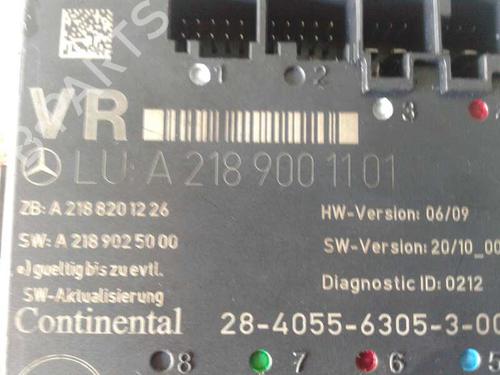 1 2 3 4
VR
LU: A 218 900 11 01
ZB: A 218 820 12 26
HW-Version: 06/09
SW: A 218 902 50 00
SW-Version: 20/10_00
•) gueltig bis zu evtl.
Diagnostic ID: 0212
SW-Aktualisierung
Continental 28-4055-6305-3-00
8 7 6 5
B-PARTS